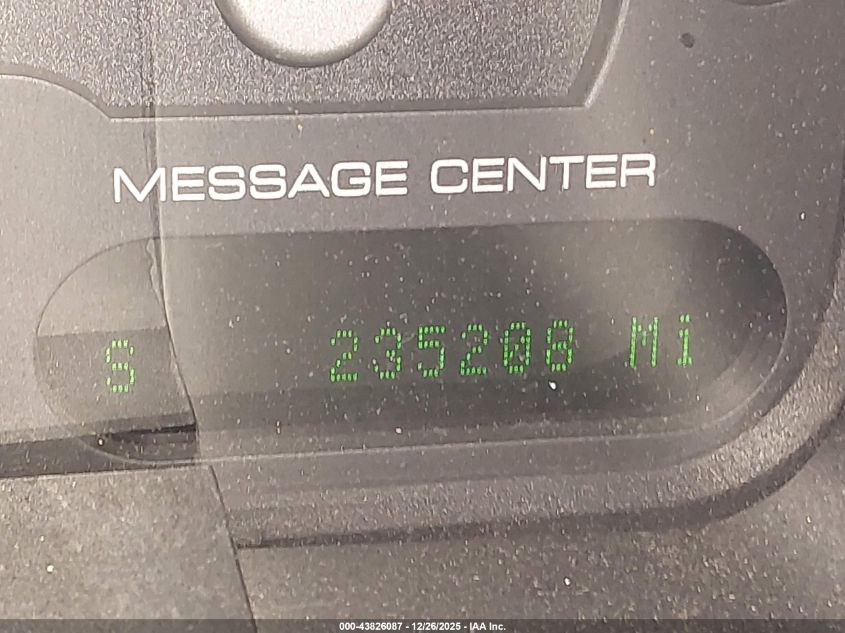 MESSAGE CENTER
S 235208 Mi
000-43826087 - 12/26/2025 - IAA Inc.